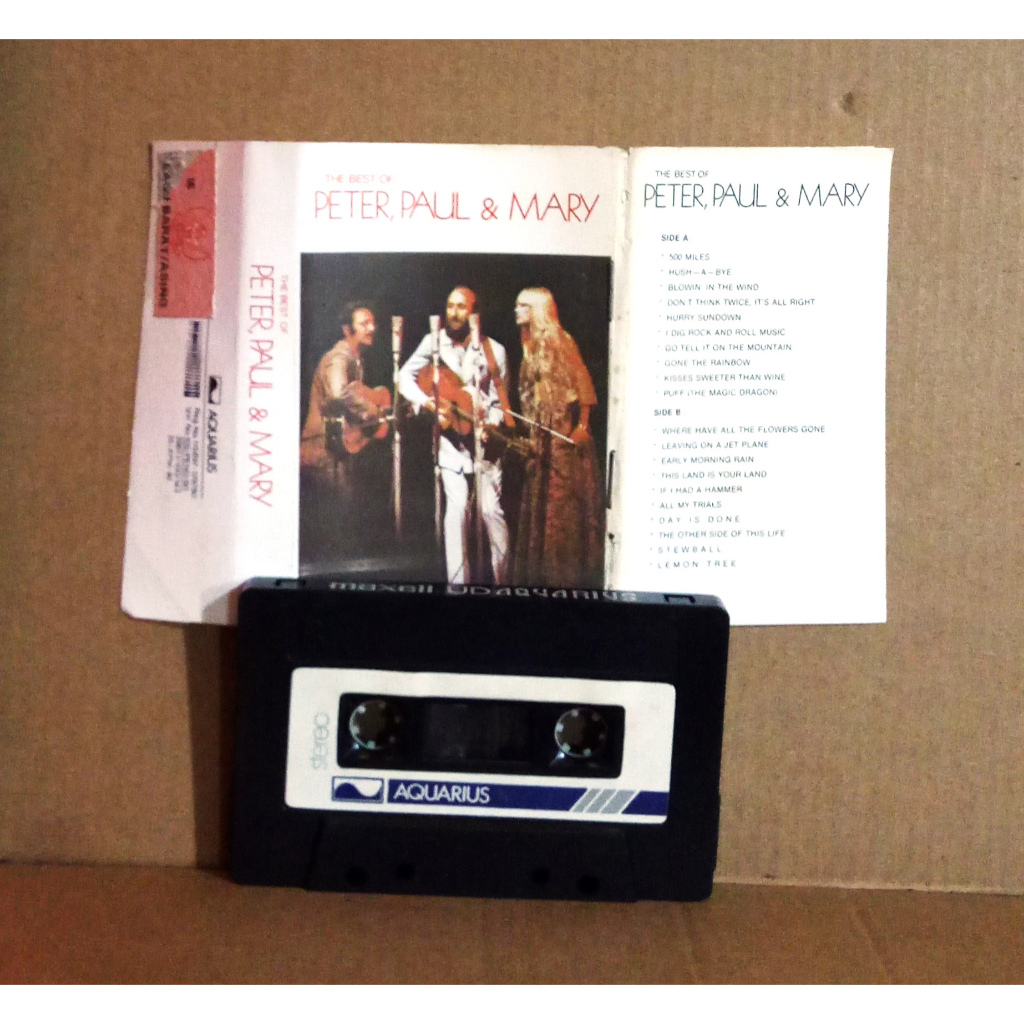 LAGU BARAT/ASING
THE BEST OF
PETER, PAUL & MARY
AQUARIUS
THE BEST OF
PETER, PAUL & MARY
THE BEST OF
PETER, PAUL & MARY
SIDE A
500 MILES
HUSH-A-BYE
BLOWIN' IN THE WIND
DON'T THINK TWICE, IT'S ALL RIGHT
HURRY SUNDOWN
I DIG ROCK AND ROLL MUSIC
GO TELL IT ON THE MOUNTAIN
GONE THE RAINBOW
KISSES SWEETER THAN WINE
PUFF (THE MAGIC DRAGON)
SIDE B
WHERE HAVE ALL THE FLOWERS GONE
LEAVING ON A JET PLANE
EARLY MORNING RAIN
THIS LAND IS YOUR LAND
IF I HAD A HAMMER
ALL MY TRIALS
DAY IS DONE
THE OTHER SIDE OF THIS LIFE
STEWBALL
LEMON TREE
maxell UD AQUARIUS
stereo
AQUARIUS